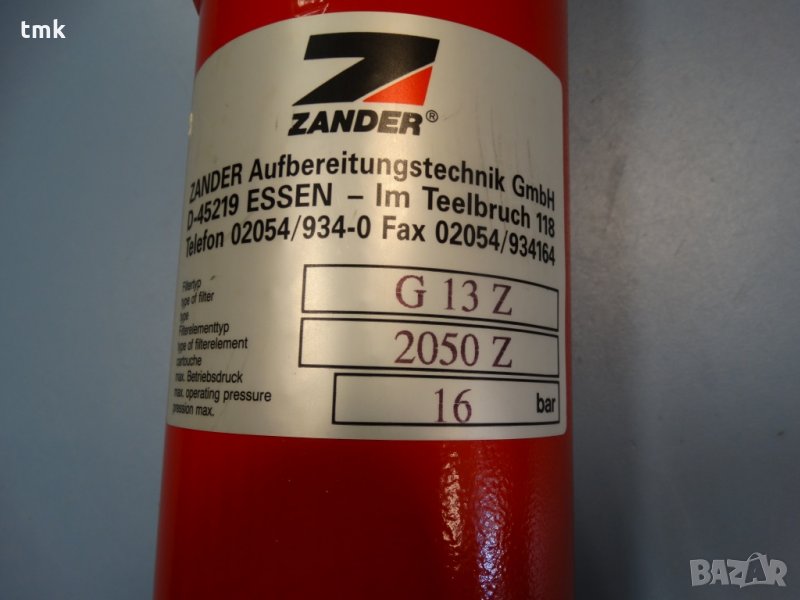 tmk
ZANDER®
ZANDER Aufbereitungstechnik GmbH
D-45219 ESSEN – Im Teelbruch 118
Telefon 02054/934-0 Fax 02054/934164
Filtertyp
type of filter
type
G 13 Z
Filterelementtyp
type of filterelement
cartouche
2050 Z
max. Betriebsdruck
max. operating pressure
pression max.
16 bar
BAZAR